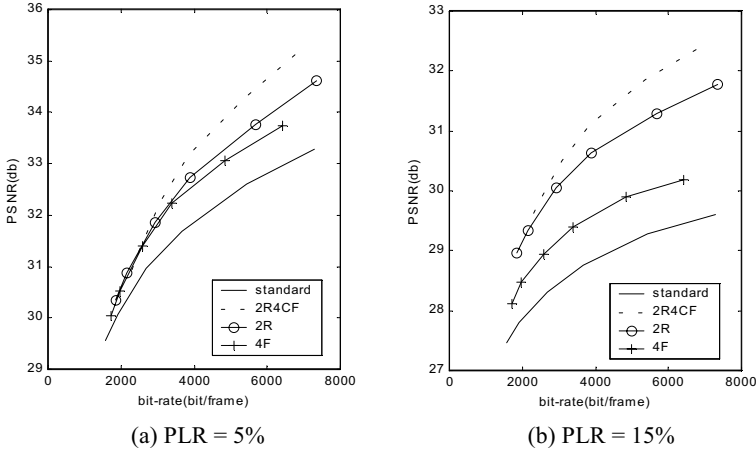 36
35
34
33
32
31
30
29
PSNR(db)
0
2000
4000
6000
8000
bit-rate(bit/frame)
standard
2R4CF
2R
4F
(a) PLR = 5%
33
32
31
30
29
28
27
PSNR(db)
0
2000
4000
6000
8000
bit-rate(bit/frame)
standard
2R4CF
2R
4F
(b) PLR = 15%